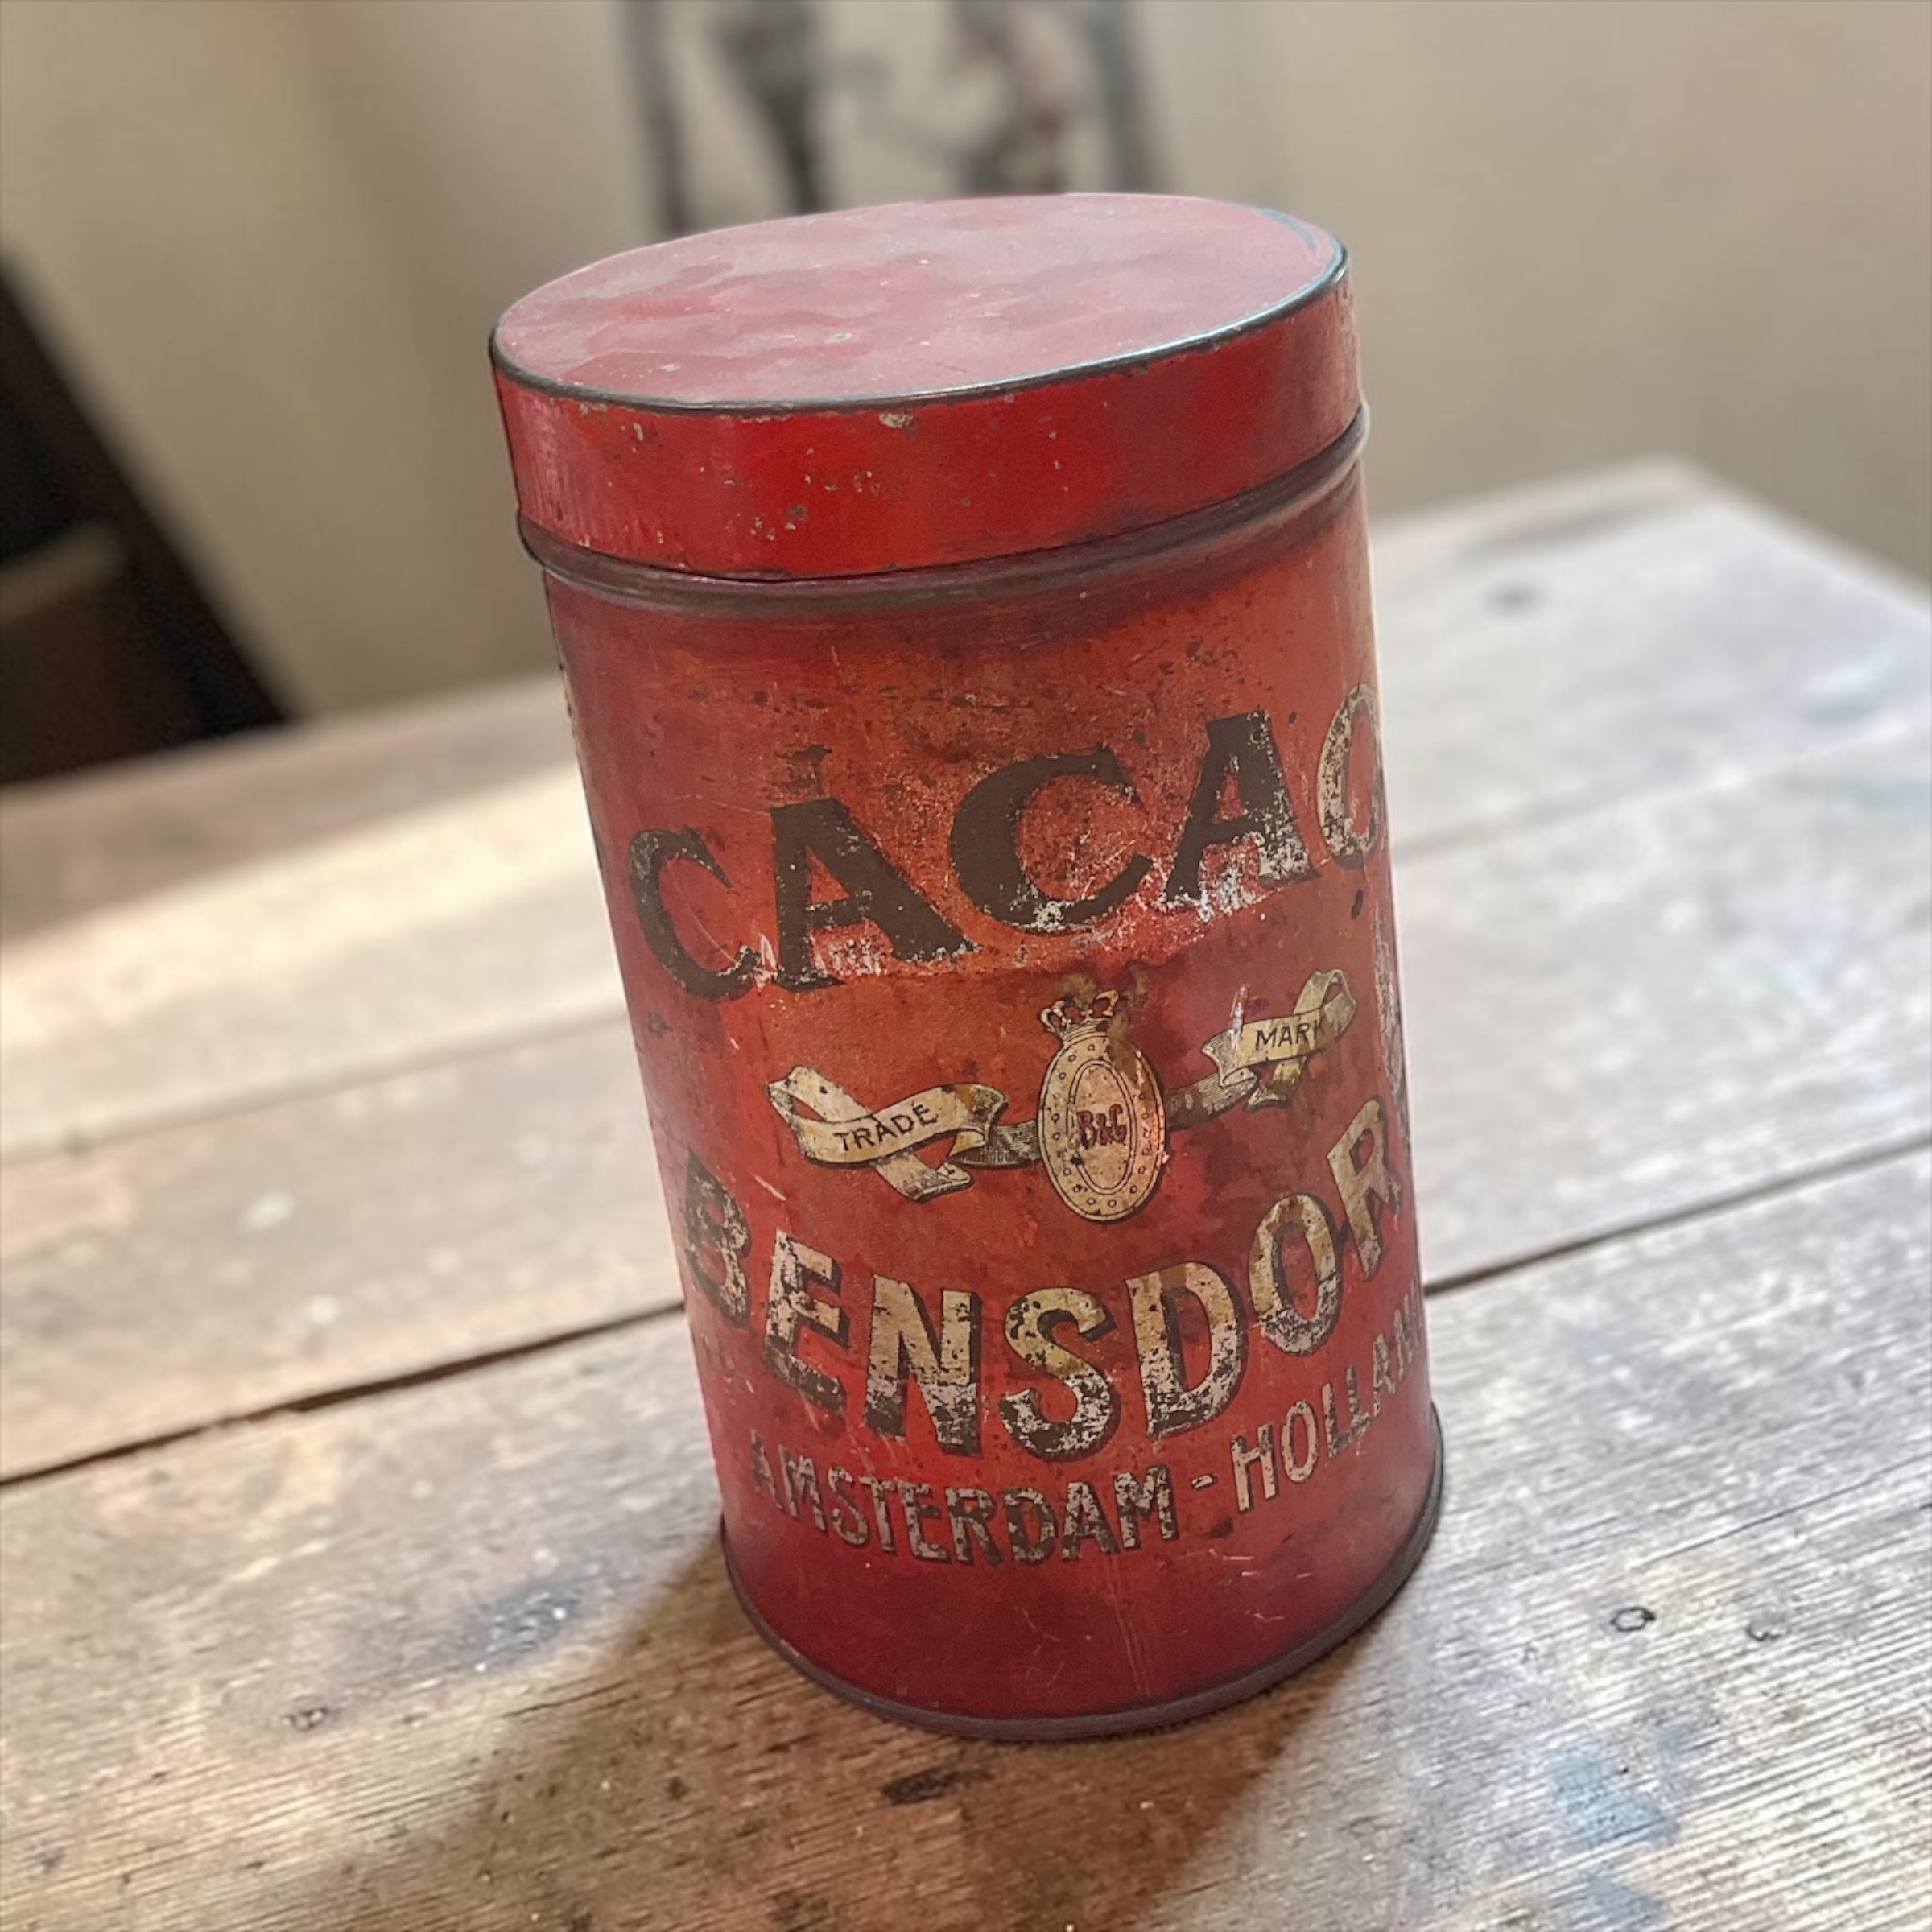 CACAO
TRADE MARK
B&C
BENSDOR
AMSTERDAM - HOLLAN